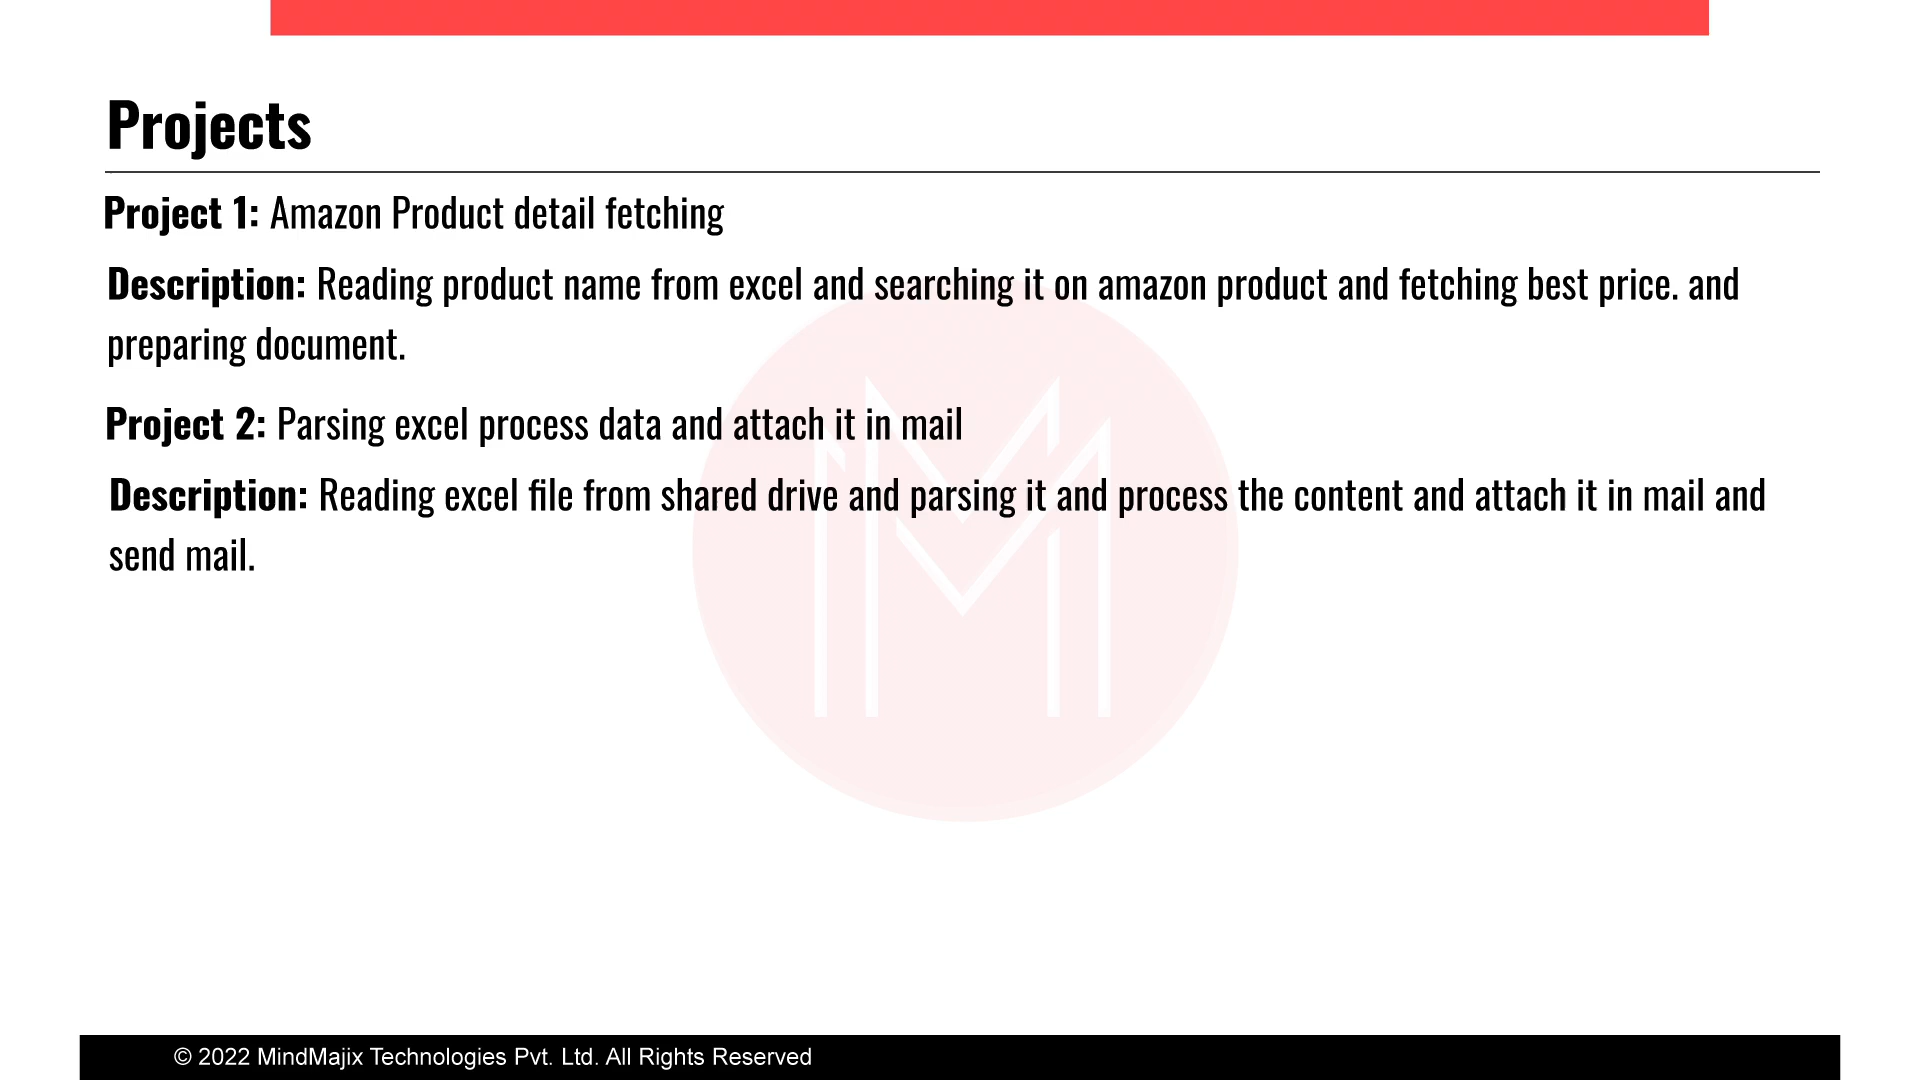 Projects
Project 1: Amazon Product detail fetching
Description: Reading product name from excel and searching it on amazon product and fetching best price. and
preparing document.
Project 2: Parsing excel process data and attach it in mail
Description: Reading excel file from shared drive and parsing it and process the content and attach it in mail and
send mail.
© 2022 MindMajix Technologies Pvt. Ltd. All Rights Reserved